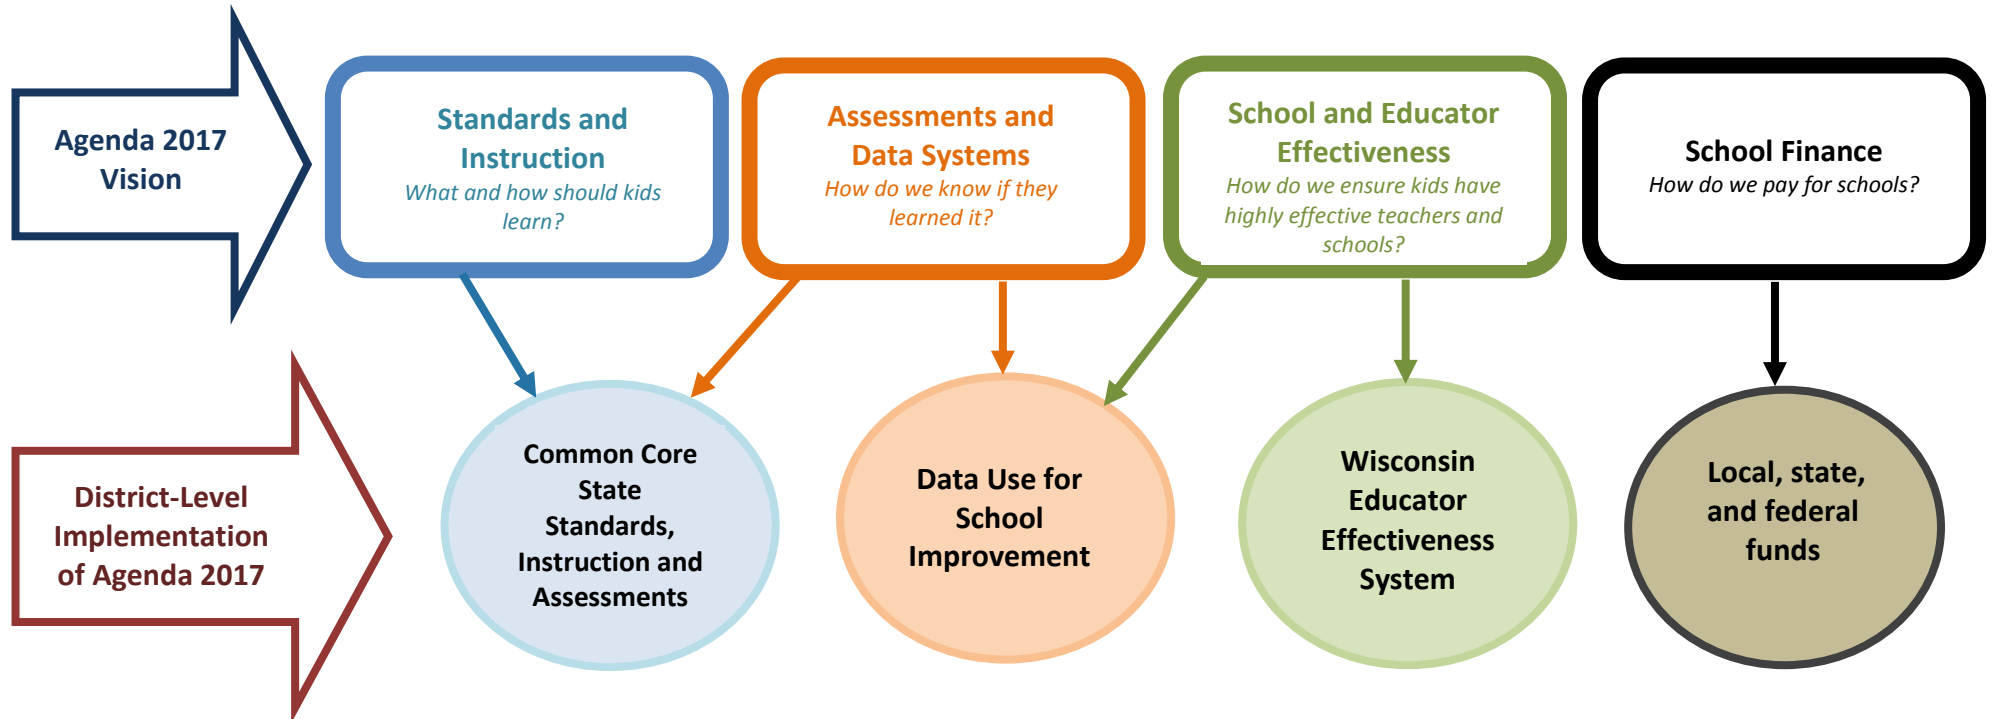 Agenda 2017
Vision
Standards and
Instruction
What and how should kids
learn?
Assessments and
Data Systems
How do we know if they
learned it?
School and Educator
Effectiveness
How do we ensure kids have
highly effective teachers and
schools?
School Finance
How do we pay for schools?
District-Level
Implementation
of Agenda 2017
Common Core
State
Standards,
Instruction and
Assessments
Data Use for
School
Improvement
Wisconsin
Educator
Effectiveness
System
Local, state,
and federal
funds